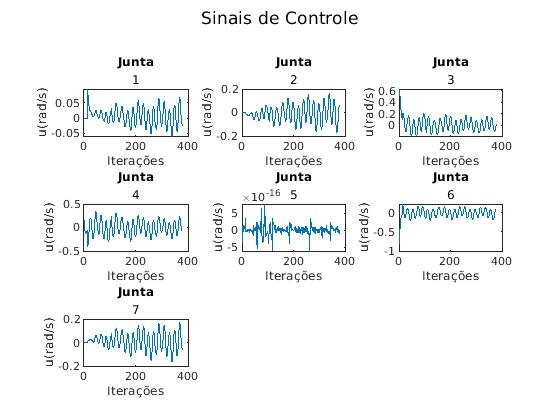 Sinais de Controle
Junta
1
u(rad/s)
0.05
0
-0.05
0 200 400
Iterações
Junta
2
u(rad/s)
0.2
0
-0.2
0 200 400
Iterações
Junta
3
u(rad/s)
0.6
0.4
0.2
0
0 200 400
Iterações
Junta
4
u(rad/s)
0.5
0
-0.5
0 200 400
Iterações
Junta
×10^-16 5
u(rad/s)
5
0
-5
0 200 400
Iterações
Junta
6
u(rad/s)
0
-0.5
-1
0 200 400
Iterações
Junta
7
u(rad/s)
0.2
0
-0.2
0 200 400
Iterações